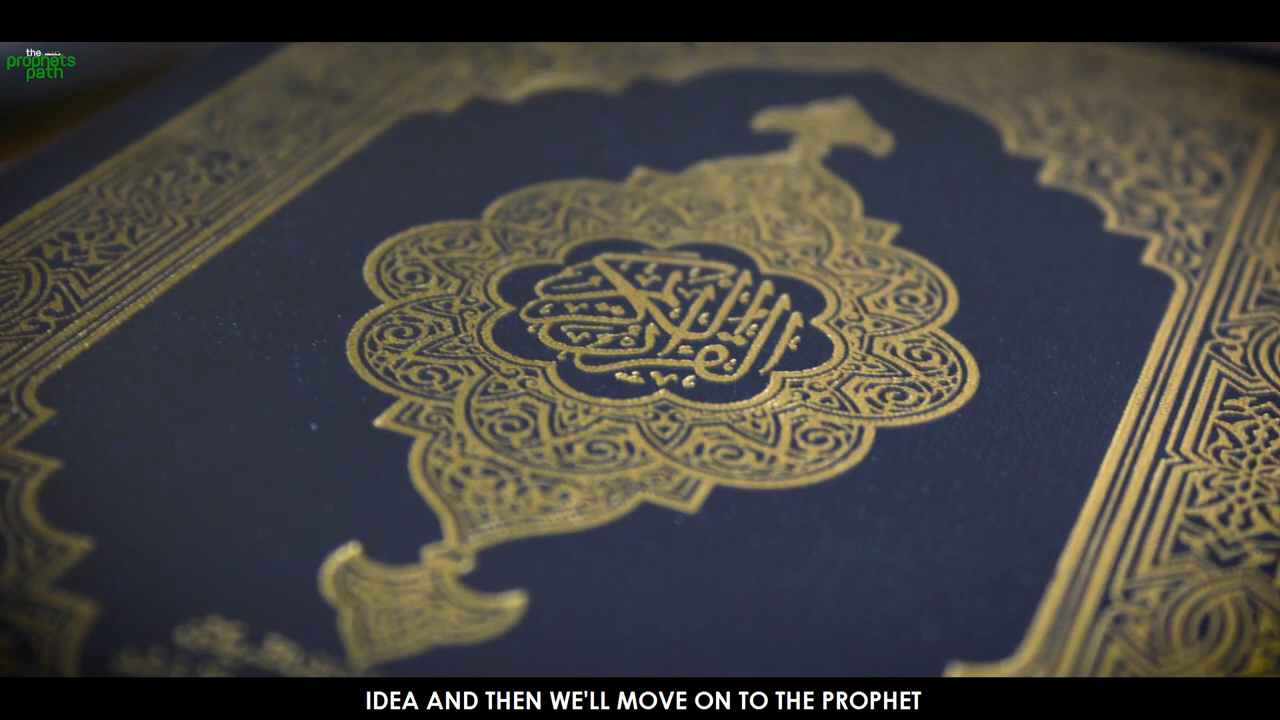 the
prophets
path
القرآن الكريم
IDEA AND THEN WE'LL MOVE ON TO THE PROPHET